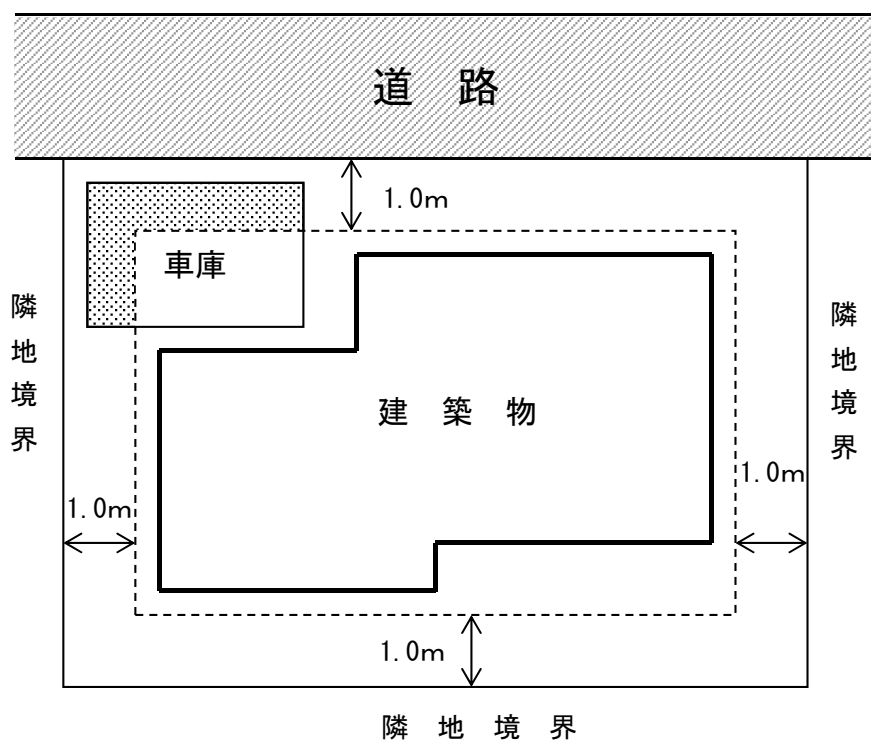 道 路
1.0m
車庫
隣地境界
隣地境界
建 築 物
1.0m
1.0m
1.0m
隣 地 境 界